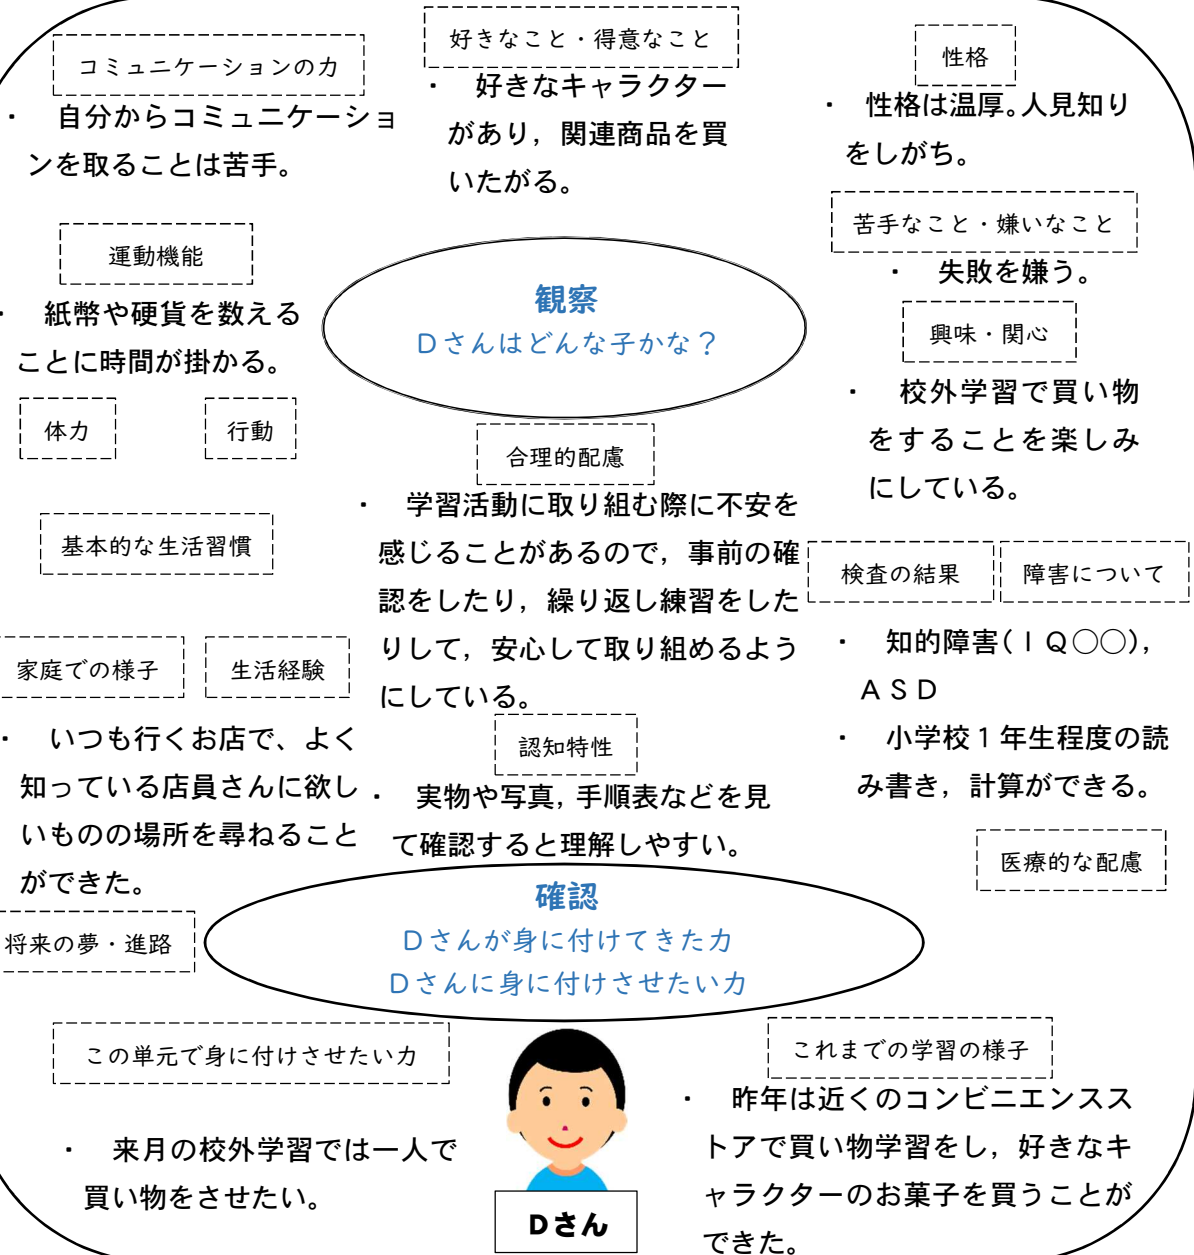 コミュニケーションの力
・　自分からコミュニケーショ
ンを取ることは苦手。
好きなこと・得意なこと
・　好きなキャラクター
があり，関連商品を買
いたがる。
性格
・　性格は温厚。人見知り
をしがち。
苦手なこと・嫌いなこと
・　失敗を嫌う。
運動機能
・　紙幣や硬貨を数える
ことに時間が掛かる。
観察
Ｄさんはどんな子かな？
興味・関心
・　校外学習で買い物
をすることを楽しみ
にしている。
体力
行動
合理的配慮
・　学習活動に取り組む際に不安を
感じることがあるので，事前の確
認をしたり，繰り返し練習をした
りして，安心して取り組めるよう
にしている。
基本的な生活習慣
検査の結果
障害について
・　知的障害(ＩＱ○○)，
ＡＳＤ
・　小学校１年生程度の読
み書き，計算ができる。
家庭での様子
生活経験
・　いつも行くお店で、よく
知っている店員さんに欲し
いものの場所を尋ねること
ができた。
認知特性
・　実物や写真，手順表などを見
て確認すると理解しやすい。
医療的な配慮
将来の夢・進路
確認
Ｄさんが身に付けてきた力
Ｄさんに身に付けさせたい力
この単元で身に付けさせたい力
・　来月の校外学習では一人で
買い物をさせたい。
これまでの学習の様子
・　昨年は近くのコンビニエンスス
トアで買い物学習をし，好きなキ
ャラクターのお菓子を買うことが
できた。
Ｄさん